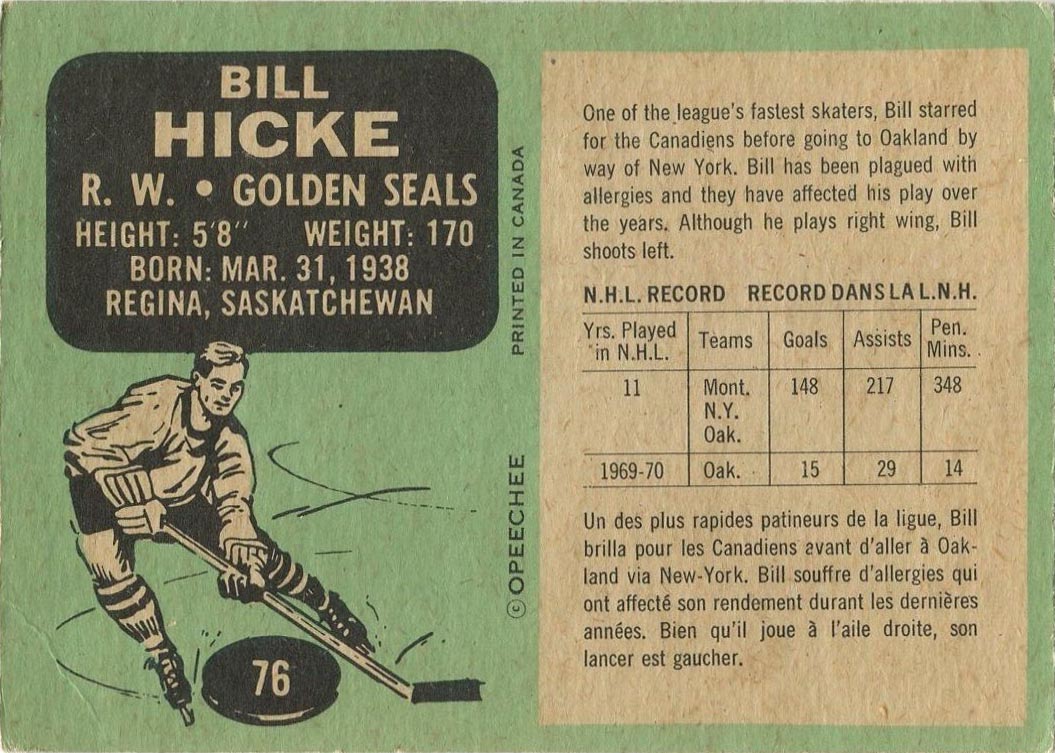 BILL
HICKE
R. W. • GOLDEN SEALS
HEIGHT: 5'8" WEIGHT: 170
BORN: MAR. 31, 1938
REGINA, SASKATCHEWAN
PRINTED IN CANADA
© OPEECHEE
76
One of the league's fastest skaters, Bill starred
for the Canadiens before going to Oakland by
way of New York. Bill has been plagued with
allergies and they have affected his play over
the years. Although he plays right wing, Bill
shoots left.
N.H.L. RECORD RECORD DANS LA L.N.H.
Yrs. Played in N.H.L. Teams Goals Assists Pen. Mins.
11 Mont. 148 217 348
N.Y.
Oak.
1969-70 Oak. 15 29 14
Un des plus rapides patineurs de la ligue, Bill
brilla pour les Canadiens avant d'aller à Oak-
land via New-York. Bill souffre d'allergies qui
ont affecté son rendement durant les dernières
années. Bien qu'il joue à l'aile droite, son
lancer est gaucher.